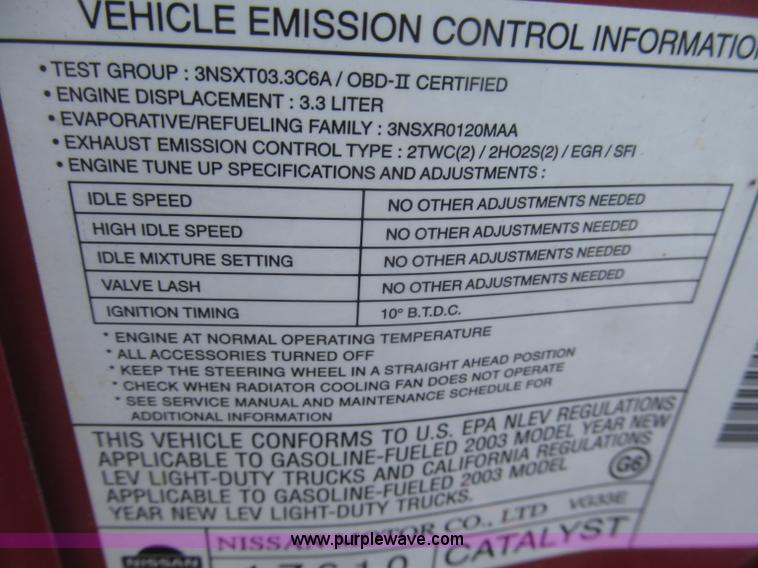 VEHICLE EMISSION CONTROL INFORMATIO
• TEST GROUP : 3NSXT03.3C6A / OBD-II CERTIFIED
• ENGINE DISPLACEMENT : 3.3 LITER
• EVAPORATIVE/REFUELING FAMILY : 3NSXR0120MAA
• EXHAUST EMISSION CONTROL TYPE : 2TWC(2) / 2HO2S(2) / EGR / SFI
• ENGINE TUNE UP SPECIFICATIONS AND ADJUSTMENTS :
IDLE SPEED NO OTHER ADJUSTMENTS NEEDED
HIGH IDLE SPEED NO OTHER ADJUSTMENTS NEEDED
IDLE MIXTURE SETTING NO OTHER ADJUSTMENTS NEEDED
VALVE LASH NO OTHER ADJUSTMENTS NEEDED
IGNITION TIMING 10° B.T.D.C.
* ENGINE AT NORMAL OPERATING TEMPERATURE
* ALL ACCESSORIES TURNED OFF
* KEEP THE STEERING WHEEL IN A STRAIGHT AHEAD POSITION
* CHECK WHEN RADIATOR COOLING FAN DOES NOT OPERATE
* SEE SERVICE MANUAL AND MAINTENANCE SCHEDULE FOR
ADDITIONAL INFORMATION
THIS VEHICLE CONFORMS TO U.S. EPA NLEV REGULATIONS
APPLICABLE TO GASOLINE-FUELED 2003 MODEL YEAR NEW
LEV LIGHT-DUTY TRUCKS AND CALIFORNIA REGULATIONS
APPLICABLE TO GASOLINE-FUELED 2003 MODEL
YEAR NEW LEV LIGHT-DUTY TRUCKS.
G6
VG33E
NISSAN MOTOR CO., LTD
CATALYST
NISSAN
www.purplewave.com